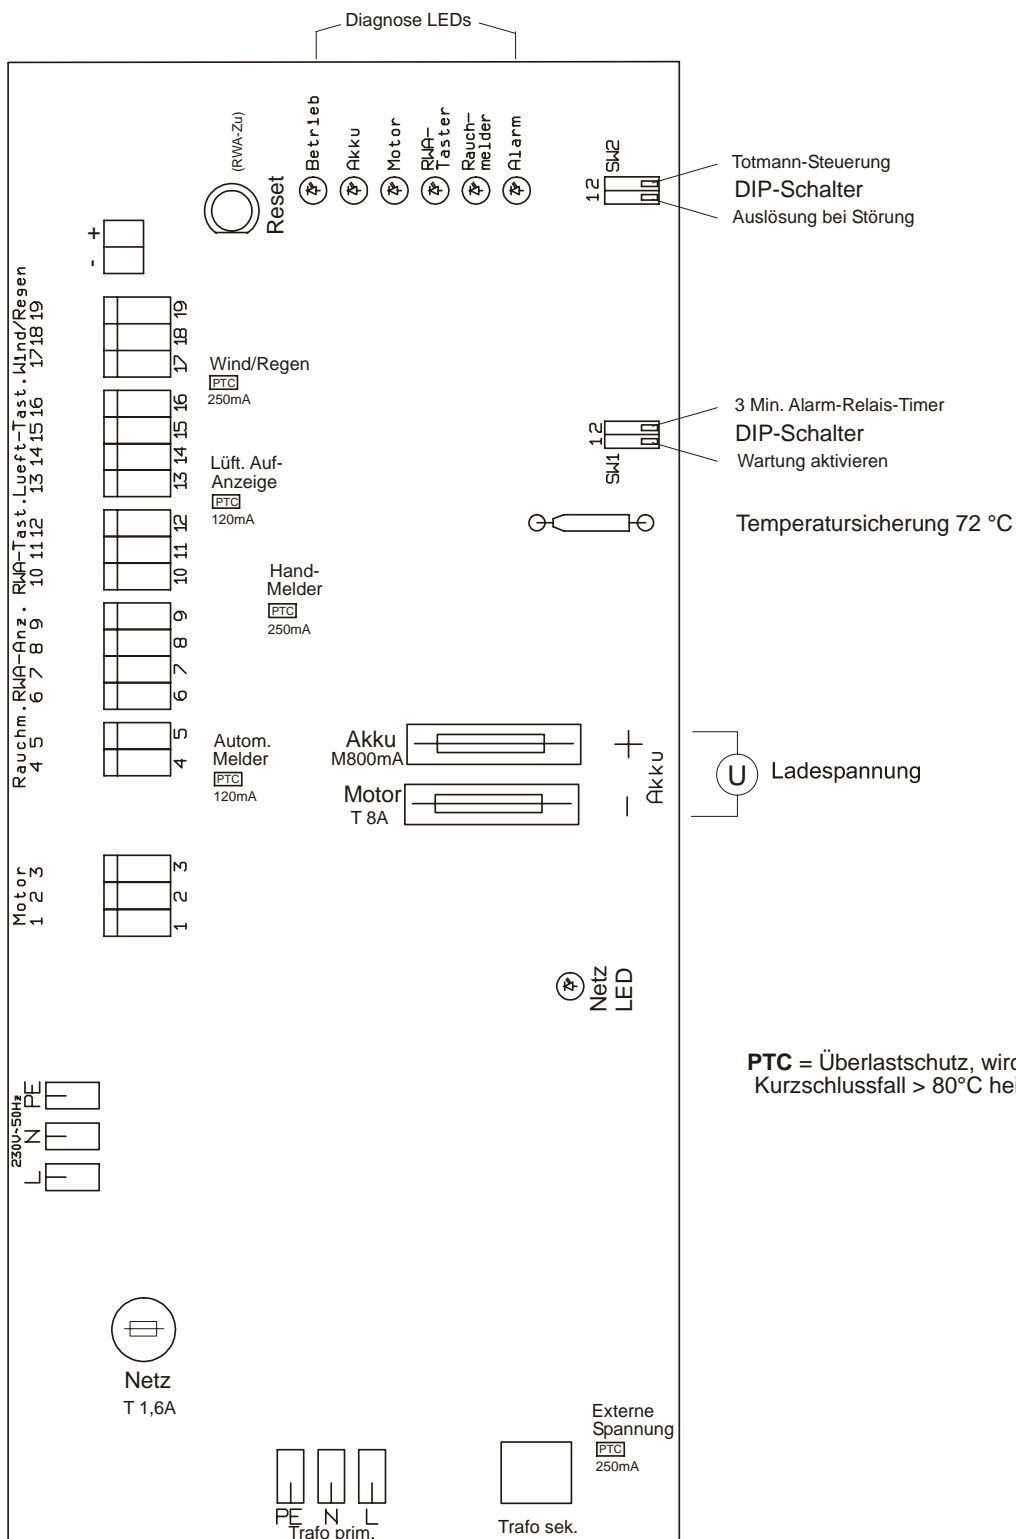 Diagnose LEDs
(RWA-Zu)
Reset
Betrieb
Akku
Motor
RWA-
Taster
Rauch-
melder
Alarm
SW2
1 2
Totmann-Steuerung
DIP-Schalter
Auslösung bei Störung
+
-
Rauchm. RWA-Anz. RWA-Tast. Lueft-Tast. Wind/Regen
4 5 6 7 8 9 10 11 12 13 14 15 16 17 18 19
19
18
17
Wind/Regen
PTC
250mA
16
15
14
13
Lüft. Auf-
Anzeige
PTC
120mA
1 2
SW1
3 Min. Alarm-Relais-Timer
DIP-Schalter
Wartung aktivieren
12
11
10
Temperatursicherung 72 °C
Hand-
Melder
PTC
250mA
9
8
7
6
5
4
Autom.
Melder
PTC
120mA
Akku
M800mA
Motor
T 8A
+
−
Akku
U
Ladespannung
Motor
1 2 3
3
2
1
Netz
LED
PTC = Überlastschutz, wird
Kurzschlussfall > 80°C hei
230V~50Hz
PE
N
L
Netz
T 1,6A
Externe
Spannung
PTC
250mA
PE N L
Trafo prim.
Trafo sek.